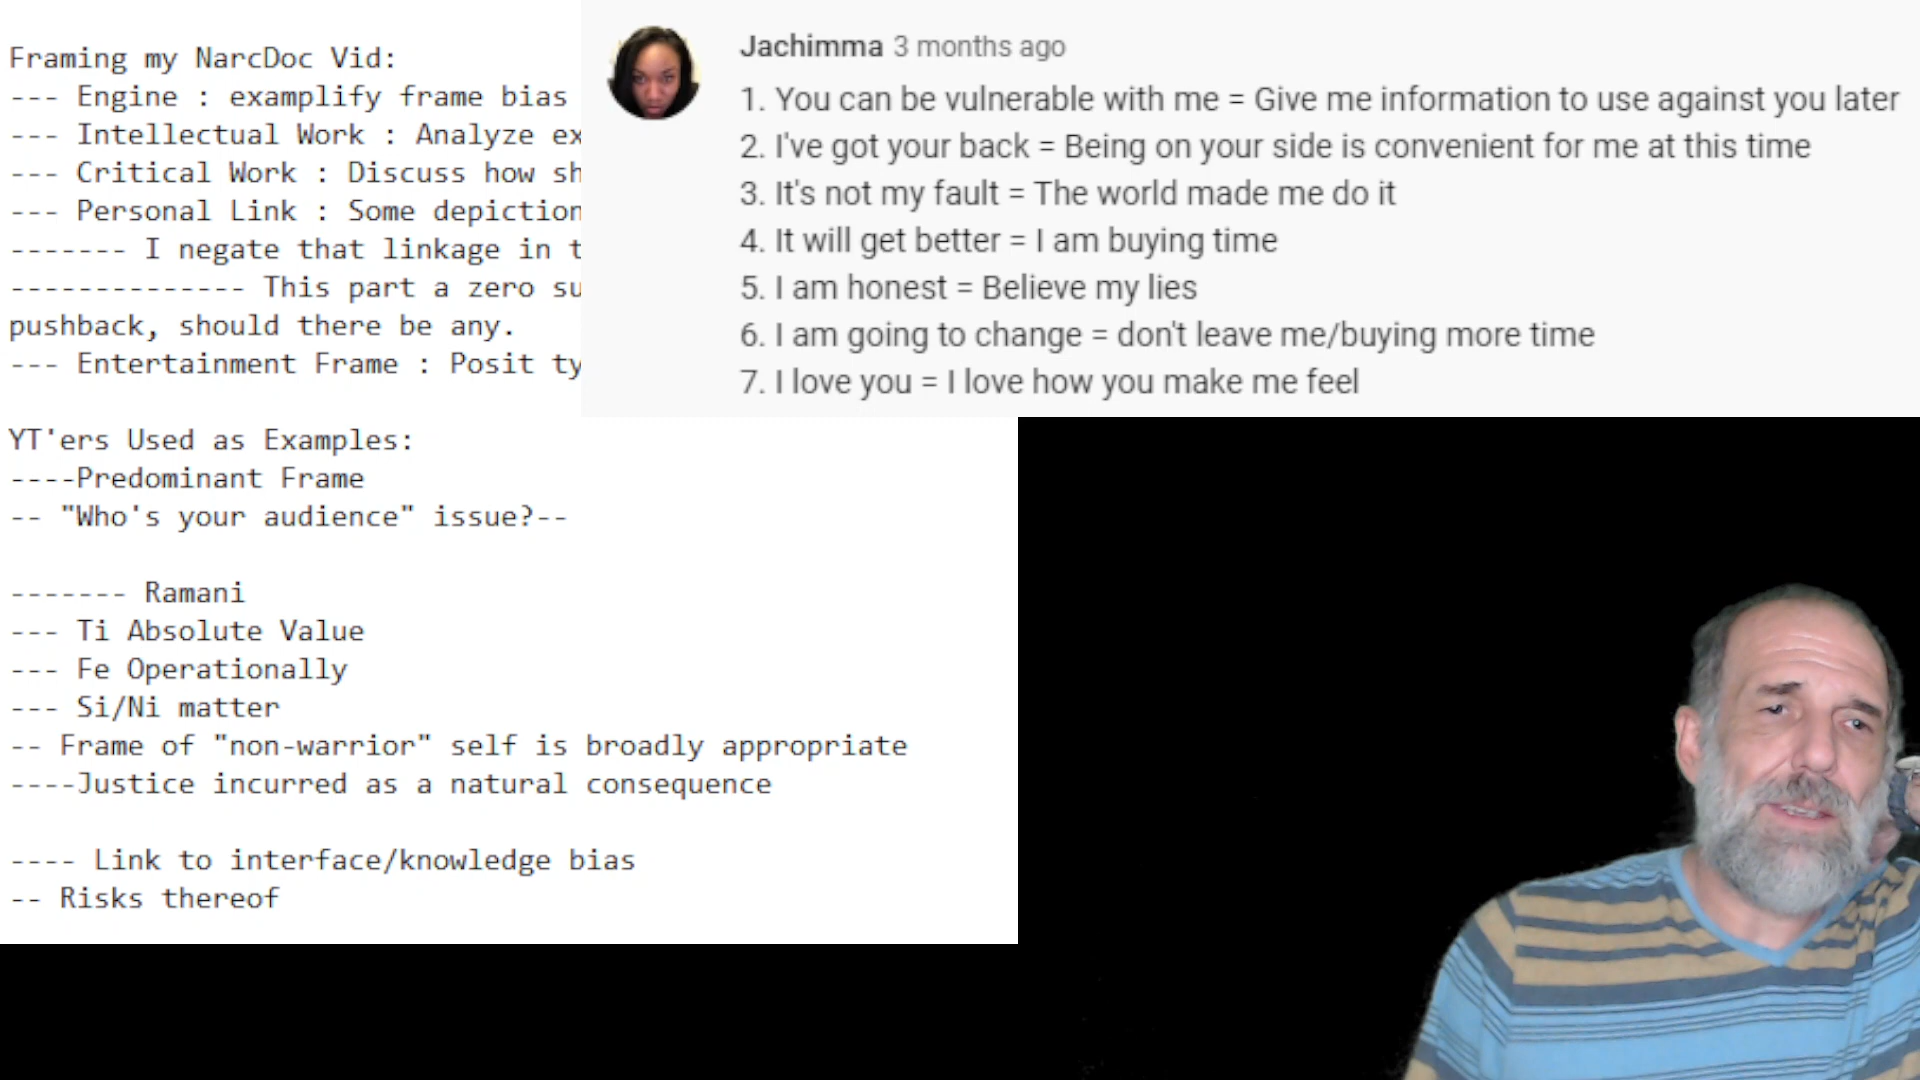 Framing my NarcDoc Vid:
--- Engine : examplify frame bias
--- Intellectual Work : Analyze ex
--- Critical Work : Discuss how sh
--- Personal Link : Some depiction
------- I negate that linkage in t
-------------- This part a zero su
pushback, should there be any.
--- Entertainment Frame : Posit ty
YT'ers Used as Examples:
----Predominant Frame
-- "Who's your audience" issue?--
------- Ramani
--- Ti Absolute Value
--- Fe Operationally
--- Si/Ni matter
-- Frame of "non-warrior" self is broadly appropriate
----Justice incurred as a natural consequence
---- Link to interface/knowledge bias
-- Risks thereof
Jachimma 3 months ago
1. You can be vulnerable with me = Give me information to use against you later
2. I've got your back = Being on your side is convenient for me at this time
3. It's not my fault = The world made me do it
4. It will get better = I am buying time
5. I am honest = Believe my lies
6. I am going to change = don't leave me/buying more time
7. I love you = I love how you make me feel